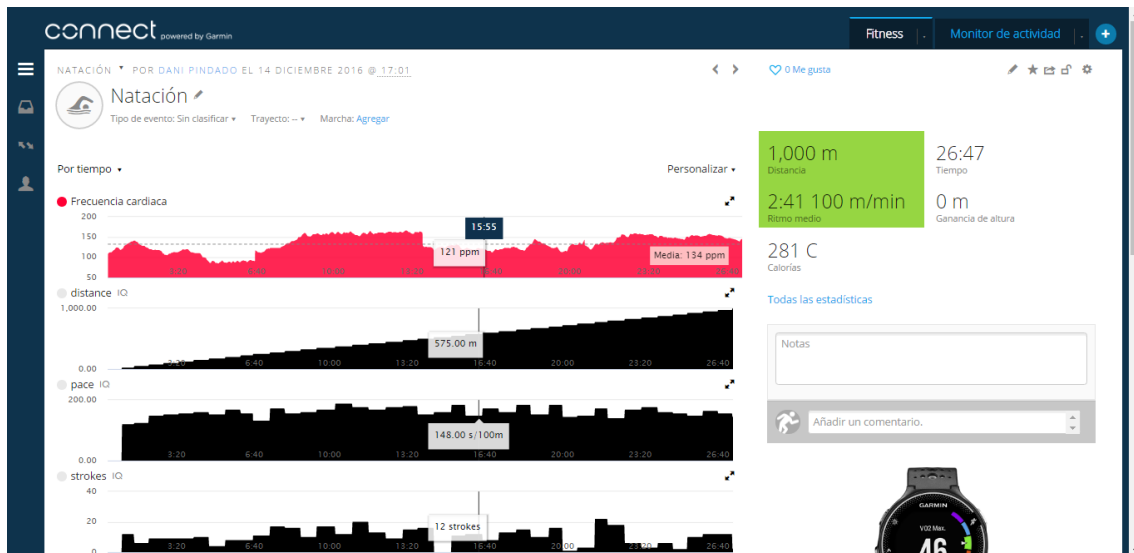 connect powered by Garmin
Fitness
Monitor de actividad
NATACIÓN POR DANI PINDADO EL 14 DICIEMBRE 2016 @ 17:01
0 Me gusta
Natación
Tipo de evento: Sin clasificar Trayecto: -- Marcha: Agregar
1,000 m
Distancia
26:47
Tiempo
2:41 100 m/min
Ritmo medio
0 m
Ganancia de altura
281 C
Calorías
Todas las estadísticas
Notas
Añadir un comentario.
Por tiempo
Personalizar
Frecuencia cardiaca
200
150
100
50
15:55
121 ppm
Media: 134 ppm
3:20 6:40 10:00 13:20 20:00 23:20 26:40
distance IQ
1,000.00
575.00 m
0.00
3:20 6:40 10:00 13:20 16:40 20:00 23:20 26:40
pace IQ
200.00
148.00 s/100m
0.00
3:20 6:40 10:00 13:20 16:40 20:00 23:20 26:40
strokes IQ
40
20
12 strokes
0
3:20 6:40 10:00 13:20 16:40 20:00 23:20 26:40
GARMIN
VO2 Max.
46